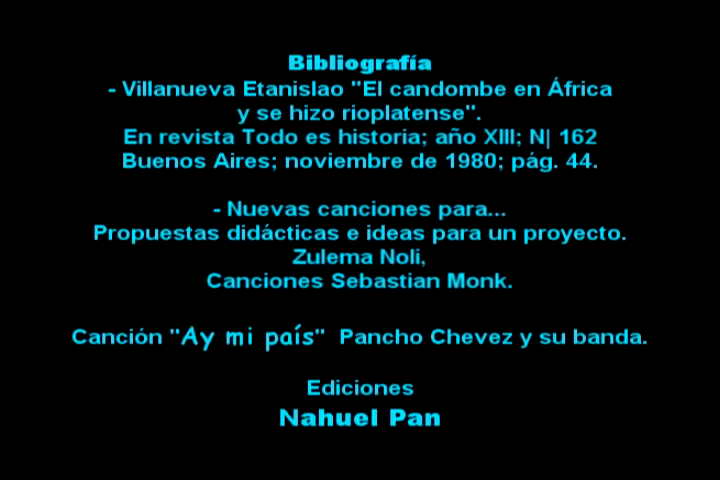 Bibliografía
- Villanueva Etanislao "El candombe en África
y se hizo rioplatense".
En revista Todo es historia; año XIII; N| 162
Buenos Aires; noviembre de 1980; pág. 44.
- Nuevas canciones para...
Propuestas didácticas e ideas para un proyecto.
Zulema Noli,
Canciones Sebastian Monk.
Canción "Ay mi país" Pancho Chevez y su banda.
Ediciones
Nahuel Pan